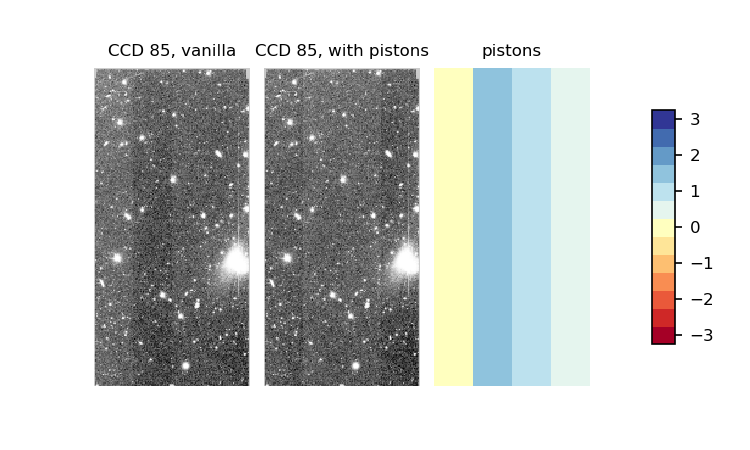 CCD 85, vanilla
CCD 85, with pistons
pistons
3
2
1
0
−1
−2
−3